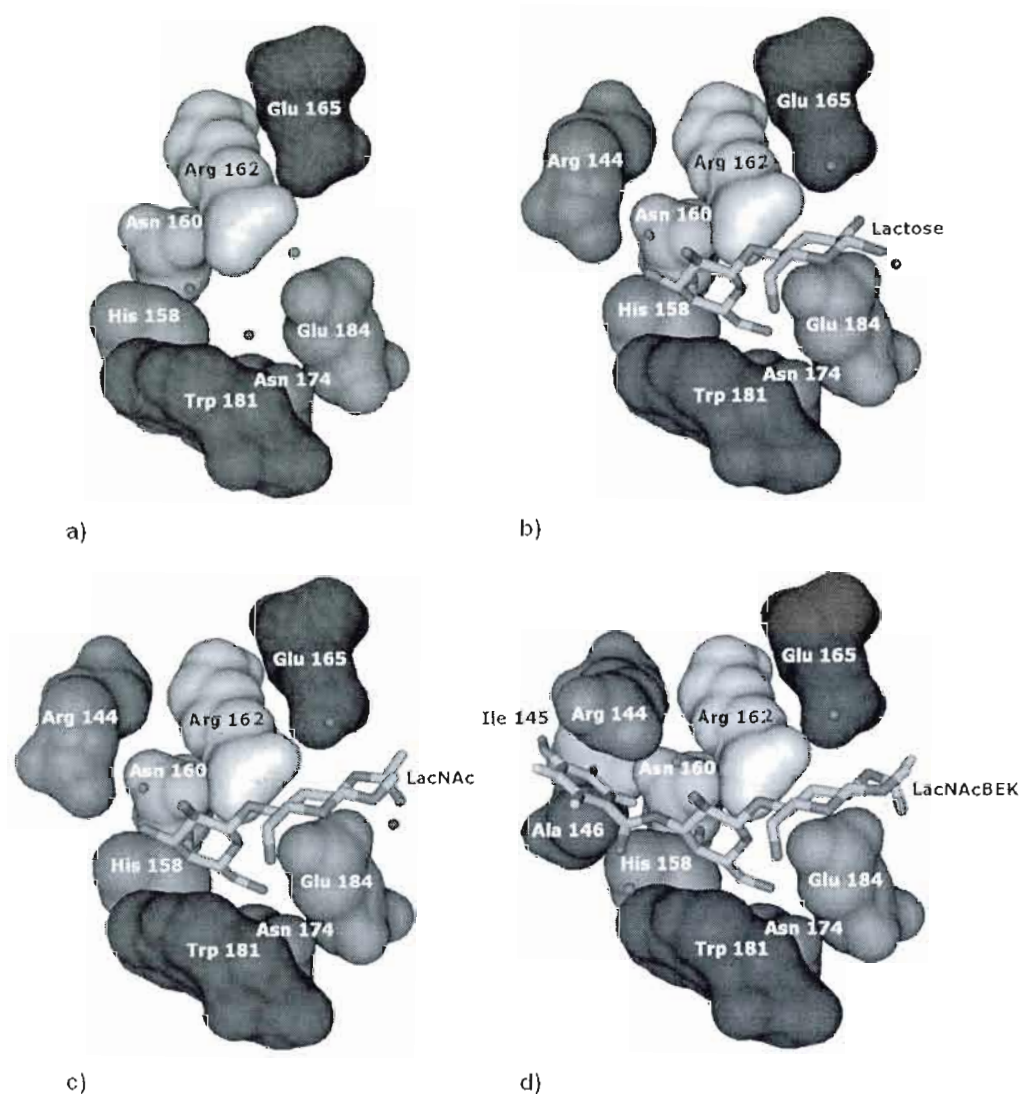 Glu 165
Arg 162
Asn 160
His 158
Glu 184
Asn 174
Trp 181
a)
Glu 165
Arg 144
Arg 162
Asn 160
Lactose
His 158
Glu 184
Asn 174
Trp 181
b)
Glu 165
Arg 144
Arg 162
Asn 160
LacNAc
His 158
Glu 184
Asn 174
Trp 181
c)
Glu 165
Ile 145
Arg 144
Arg 162
Asn 160
LacNAcBEK
Ala 146
His 158
Glu 184
Asn 174
Trp 181
d)